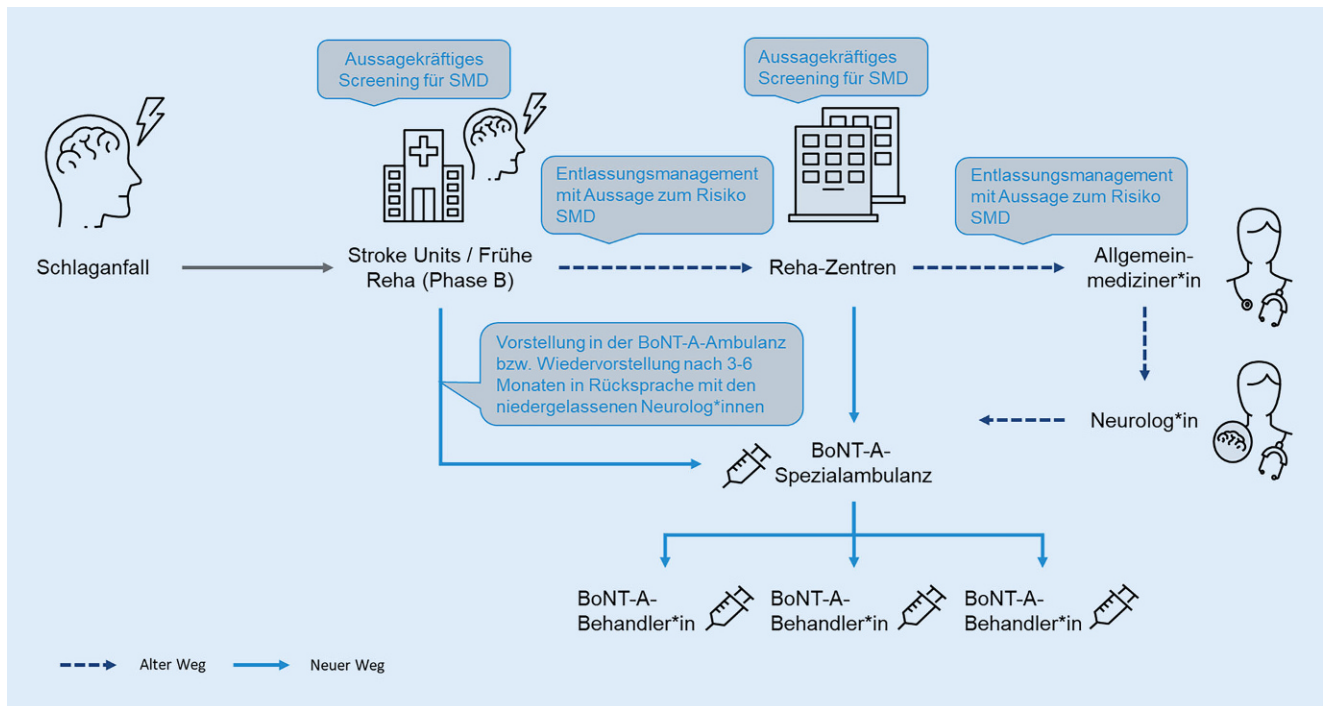 Aussagekräftiges
Screening für SMD
Aussagekräftiges
Screening für SMD
Entlassungsmanagement
mit Aussage zum Risiko
SMD
Entlassungsmanagement
mit Aussage zum Risiko
SMD
Schlaganfall
Stroke Units / Frühe
Reha (Phase B)
Reha-Zentren
Allgemein-
mediziner*in
Vorstellung in der BoNT-A-Ambulanz
bzw. Wiedervorstellung nach 3-6
Monaten in Rücksprache mit den
niedergelassenen Neurolog*innen
Neurolog*in
BoNT-A-
Spezialambulanz
BoNT-A-
Behandler*in
BoNT-A-
Behandler*in
BoNT-A-
Behandler*in
Alter Weg
Neuer Weg